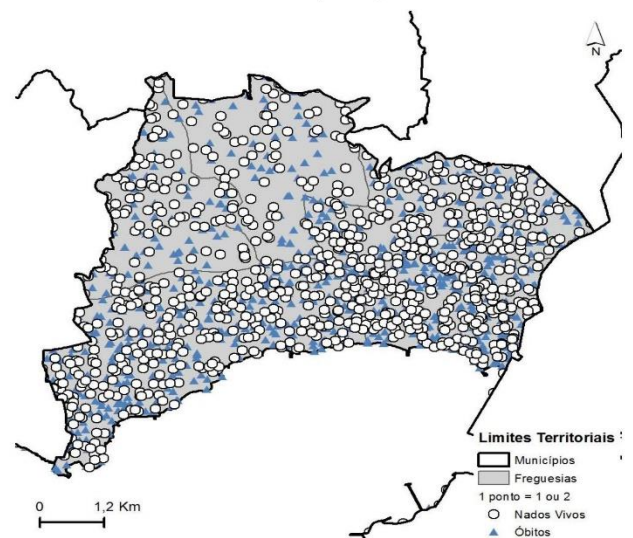 N
0 1,2 Km
Limites Territoriais
Municípios
Freguesias
1 ponto = 1 ou 2
Nados Vivos
Óbitos